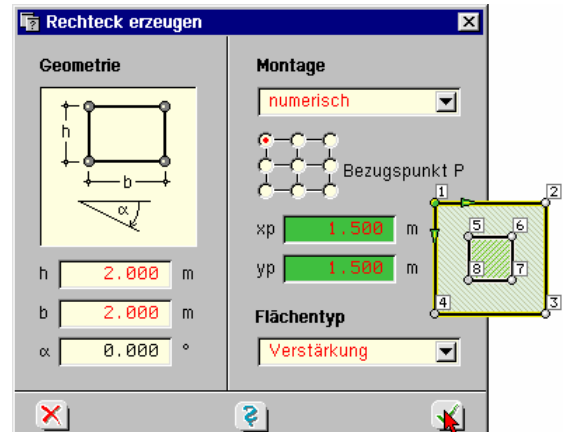 Rechteck erzeugen
Geometrie
Montage
numerisch
h
b
α
Bezugspunkt P
xp 1.500 m
yp 1.500 m
h 2.000 m
b 2.000 m
α 0.000 °
Flächentyp
Verstärkung
1 2
5 6
8 7
4 3